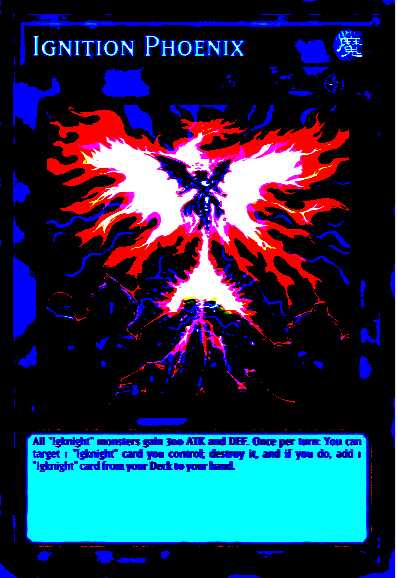 IGNITION PHOENIX 魔
All "Igknight" monsters gain 300 ATK and DEF. Once per turn: You can
target 1 "Igknight" card you control; destroy it, and if you do, add 1
"Igknight" card from your Deck to your hand.